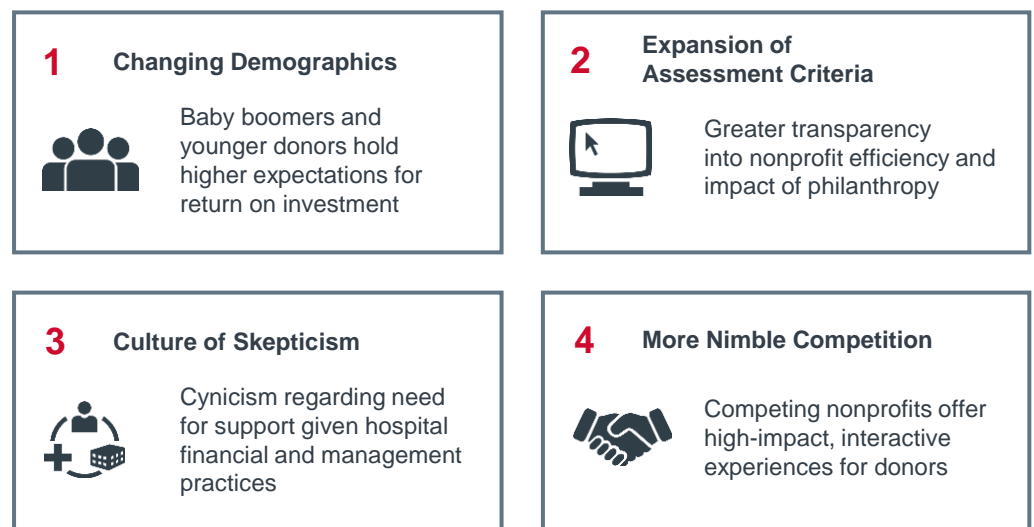 1
Changing Demographics
Baby boomers and
younger donors hold
higher expectations for
return on investment
2
Expansion of
Assessment Criteria
Greater transparency
into nonprofit efficiency and
impact of philanthropy
3
Culture of Skepticism
Cynicism regarding need
for support given hospital
financial and management
practices
4
More Nimble Competition
Competing nonprofits offer
high-impact, interactive
experiences for donors